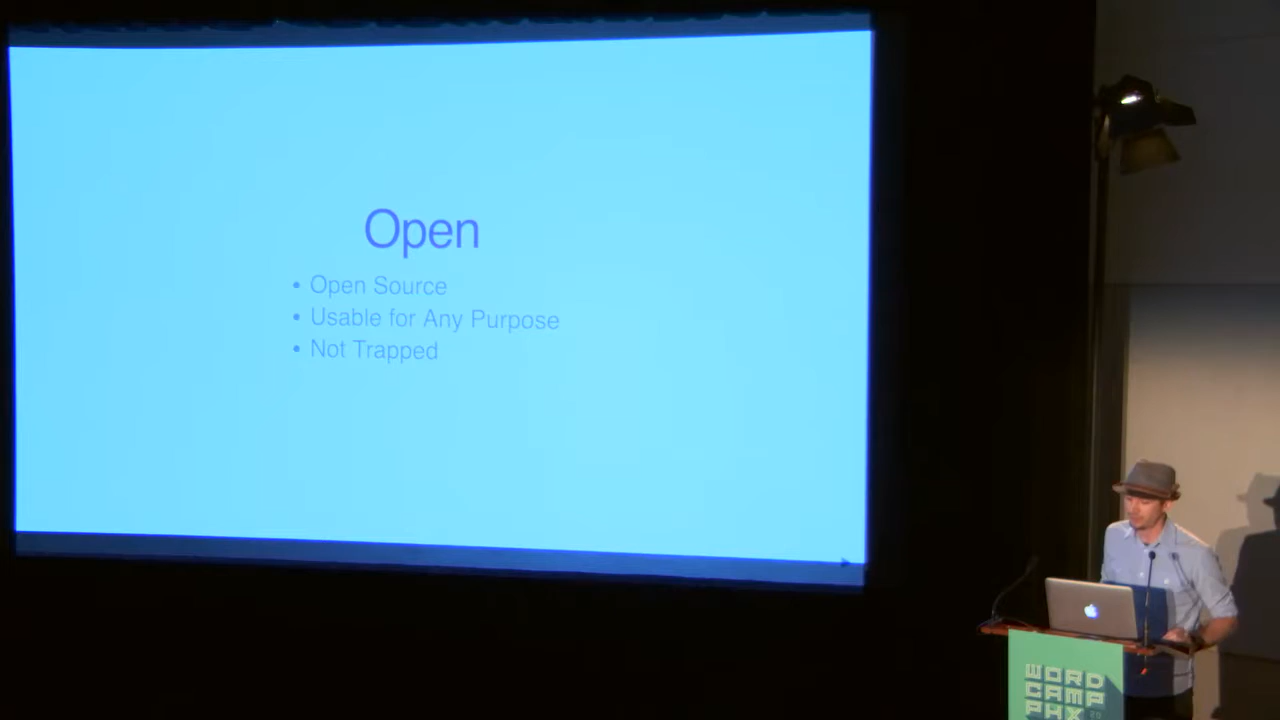 Open
• Open Source
• Usable for Any Purpose
• Not Trapped
WORD
CAMP
PHX